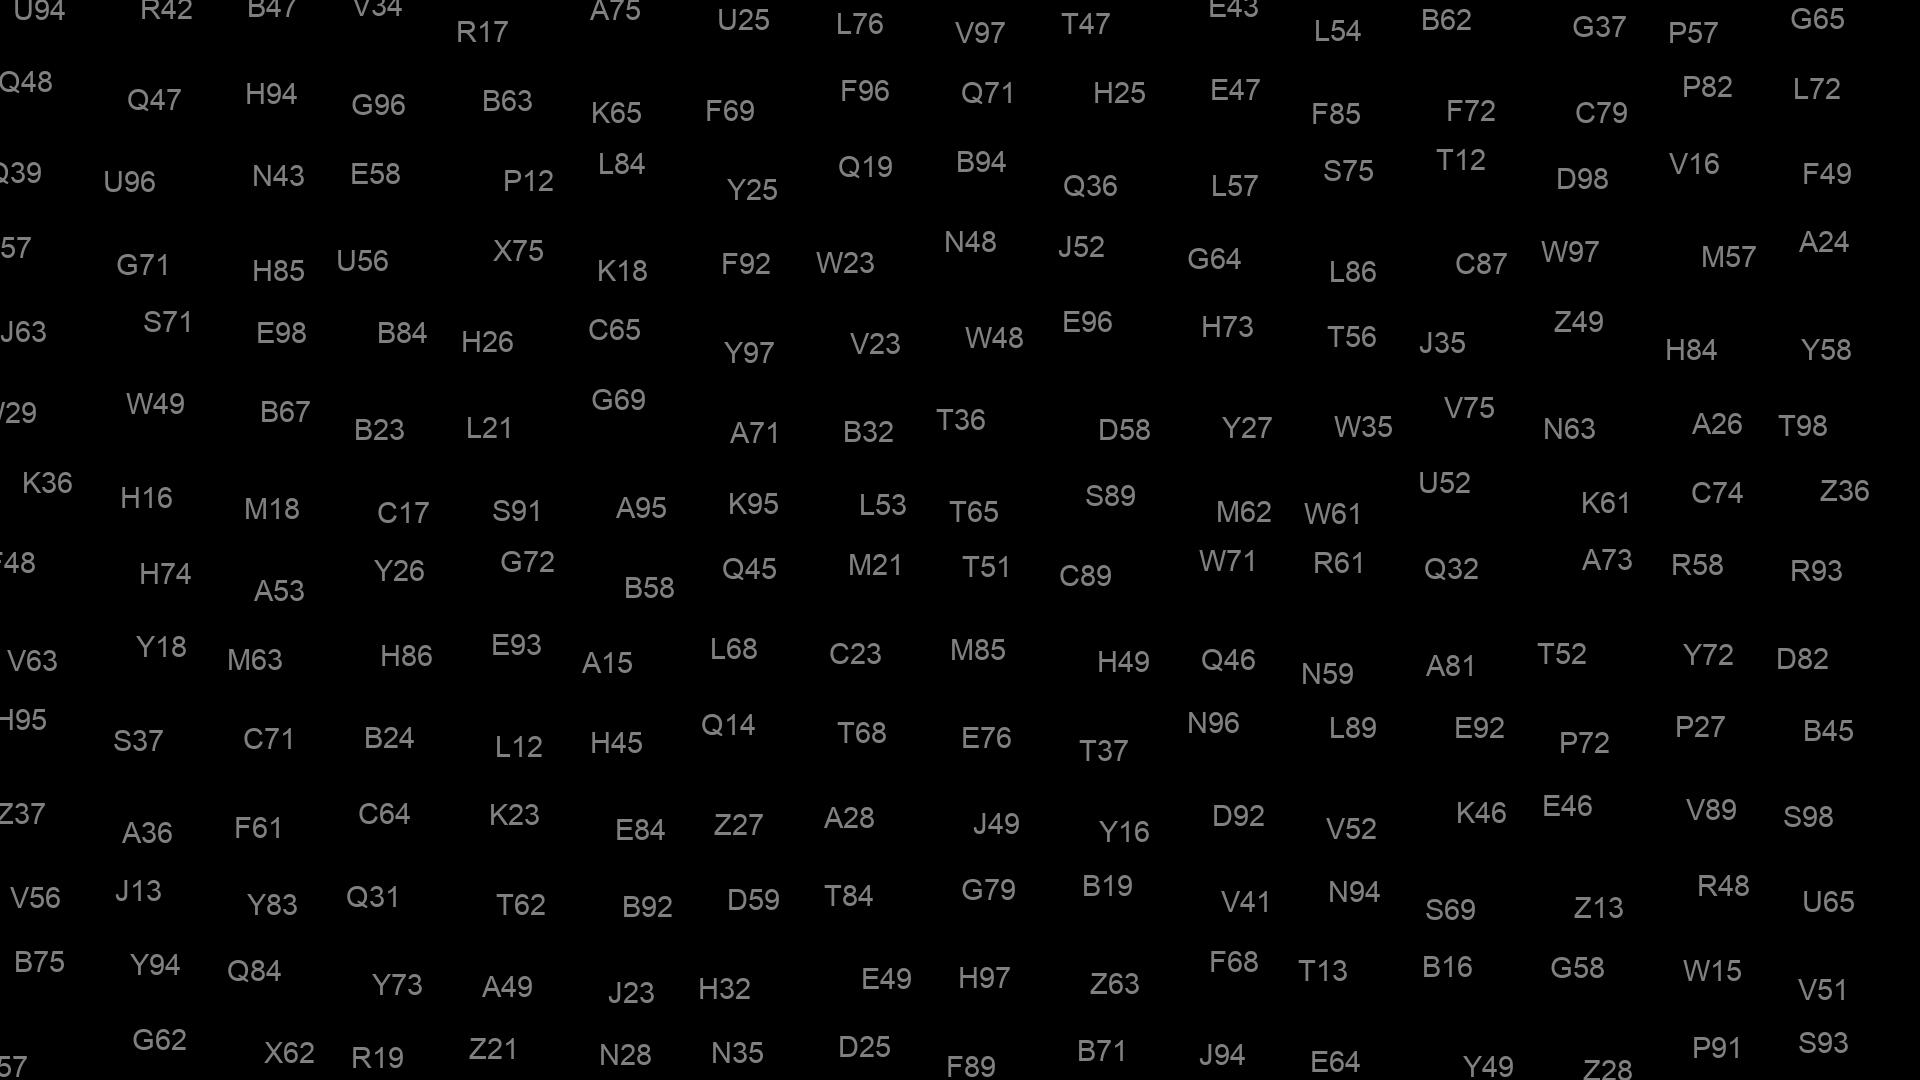 U94 R42 B47 V34 R17 A75 U25 L76 V97 T47 E43 L54 B62 G37 P57 G65
Q48 Q47 H94 G96 B63 K65 F69 F96 Q71 H25 E47 F85 F72 C79 P82 L72
Q39 U96 N43 E58 P12 L84 Y25 Q19 B94 Q36 L57 S75 T12 D98 V16 F49
57 G71 H85 U56 X75 K18 F92 W23 N48 J52 G64 L86 C87 W97 M57 A24
J63 S71 E98 B84 H26 C65 Y97 V23 W48 E96 H73 T56 J35 Z49 H84 Y58
29 W49 B67 B23 L21 G69 A71 B32 T36 D58 Y27 W35 V75 N63 A26 T98
K36 H16 M18 C17 S91 A95 K95 L53 T65 S89 M62 W61 U52 K61 C74 Z36
48 H74 A53 Y26 G72 B58 Q45 M21 T51 C89 W71 R61 Q32 A73 R58 R93
V63 Y18 M63 H86 E93 A15 L68 C23 M85 H49 Q46 N59 A81 T52 Y72 D82
H95 S37 C71 B24 L12 H45 Q14 T68 E76 T37 N96 L89 E92 P72 P27 B45
Z37 A36 F61 C64 K23 E84 Z27 A28 J49 Y16 D92 V52 K46 E46 V89 S98
V56 J13 Y83 Q31 T62 B92 D59 T84 G79 B19 V41 N94 S69 Z13 R48 U65
B75 Y94 Q84 Y73 A49 J23 H32 E49 H97 Z63 F68 T13 B16 G58 W15 V51
57 G62 X62 R19 Z21 N28 N35 D25 F89 B71 J94 E64 Y49 Z28 P91 S93